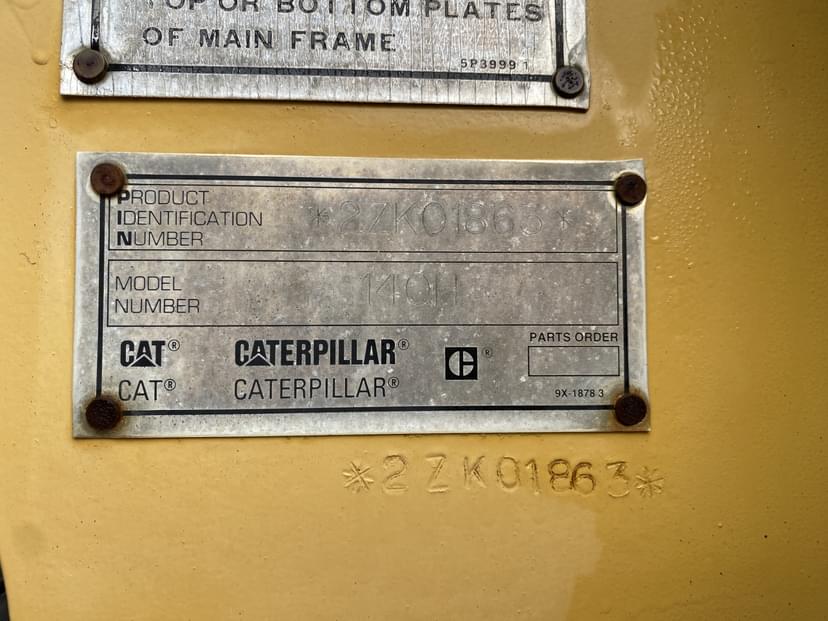 TOP OR BOTTOM PLATES
OF MAIN FRAME
5P3999 1
PRODUCT
IDENTIFICATION
NUMBER
*2ZK01863*
MODEL
NUMBER
140H
PARTS ORDER
CAT® CATERPILLAR® C®
CAT® CATERPILLAR®
9X-1878 3
*2ZK01863*